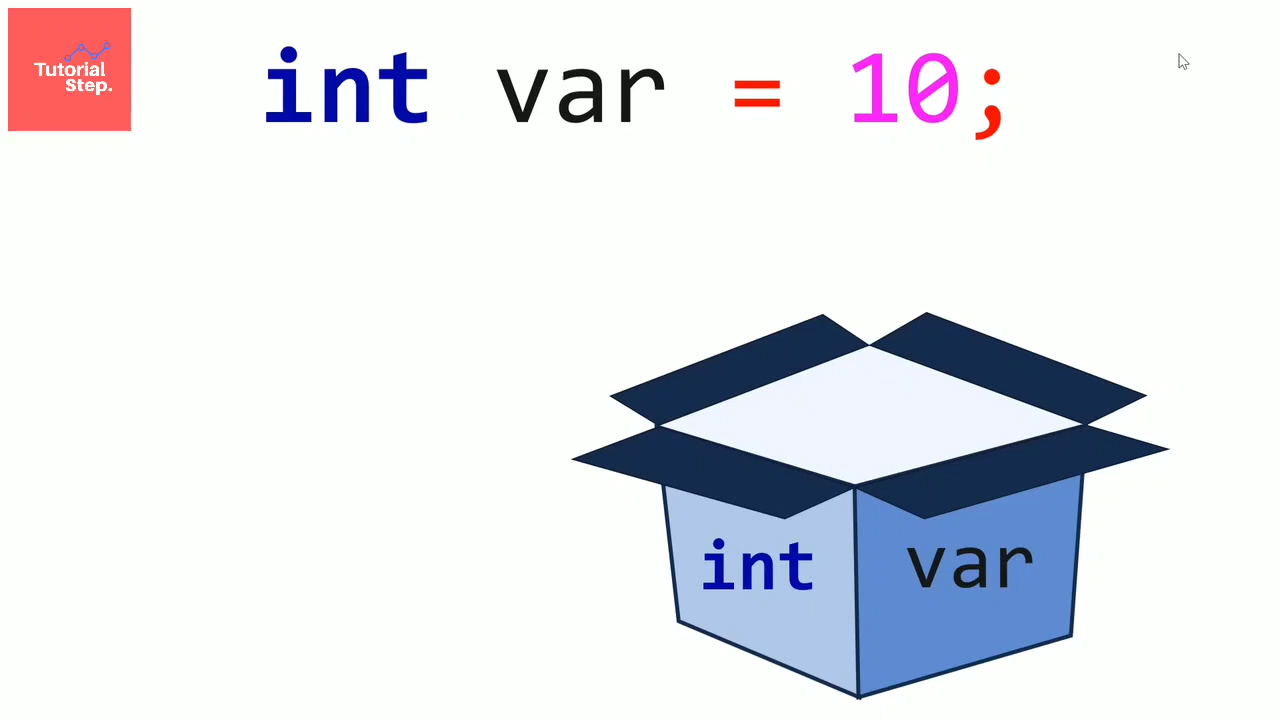 Tutorial
Step.
int var = 10;
int var